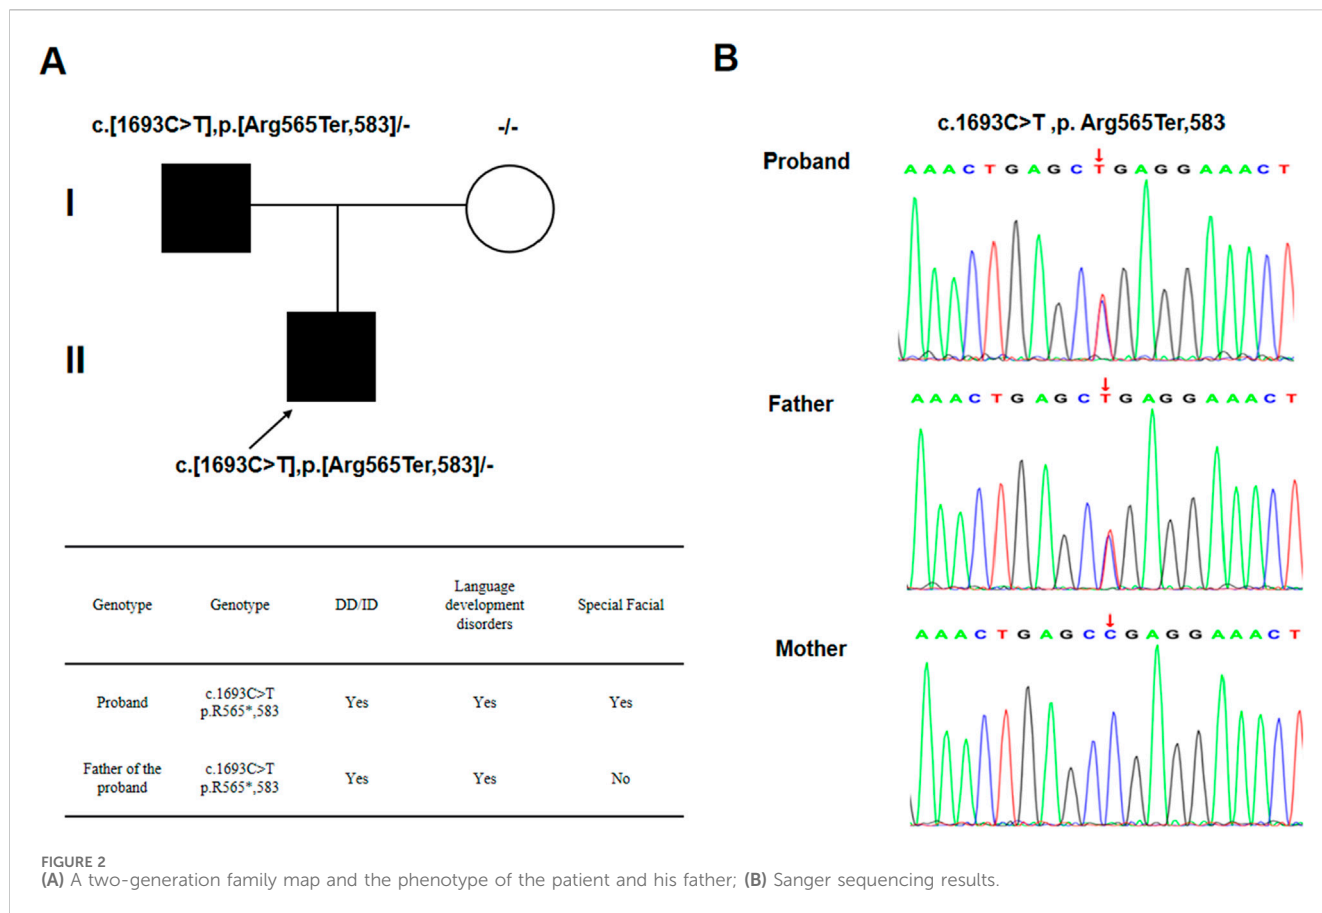 A
c.[1693C>T],p.[Arg565Ter,583]/-
-/-
I
II
c.[1693C>T],p.[Arg565Ter,583]/-
Genotype
Genotype
DD/ID
Language
development
disorders
Special Facial
Proband
c.1693C>T
p.R565*,583
Yes
Yes
Yes
Father of the
proband
c.1693C>T
p.R565*,583
Yes
Yes
No
B
c.1693C>T ,p. Arg565Ter,583
Proband
A A A C T G A G C T G A G G A A A C T
Father
A A A C T G A G C T G A G G A A A C T
Mother
A A A C T G A G C C G A G G A A A C T
FIGURE 2
(A) A two-generation family map and the phenotype of the patient and his father; (B) Sanger sequencing results.